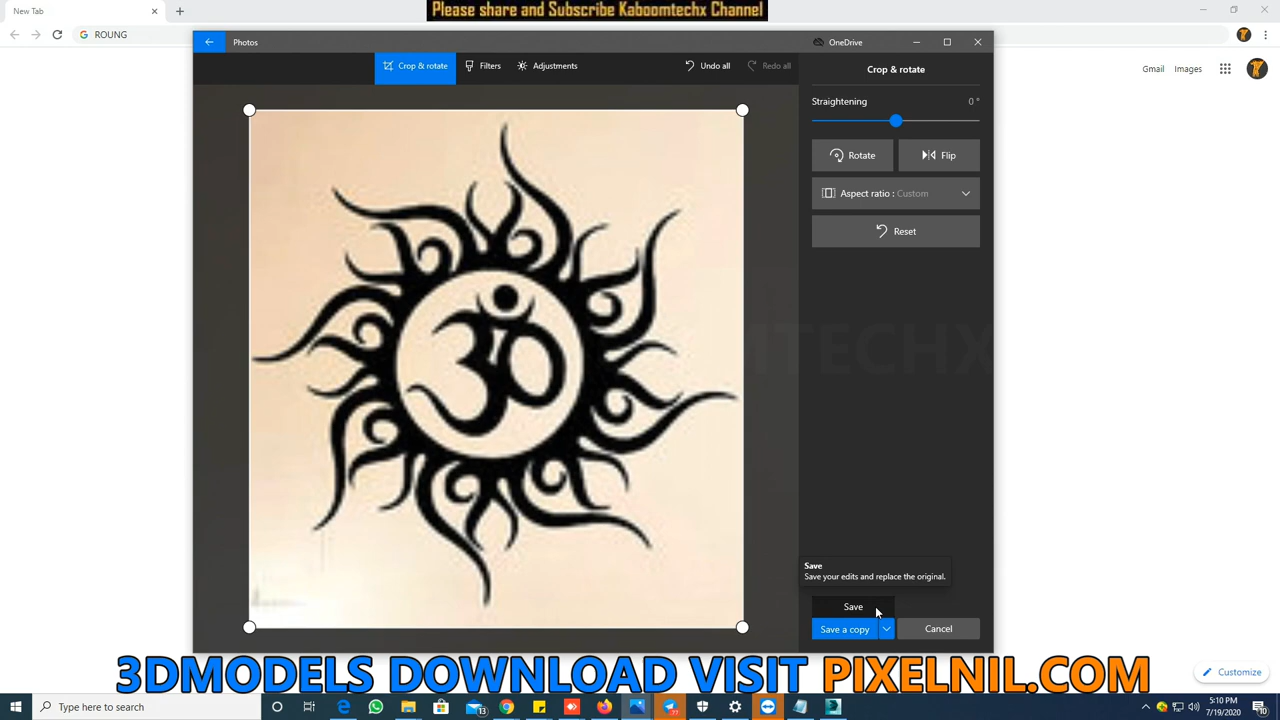 Please share and Subscribe Kaboomtechx Channel
New Tab
ROUNG
Gmail Images
Photos
OneDrive
Crop & rotate
Filters
Adjustments
Undo all
Redo all
Crop & rotate
Straightening 0 °
Rotate
Flip
Aspect ratio : Custom
Reset
ॐ
TECHX
Save
Save your edits and replace the original.
Save
Save a copy
Cancel
3DMODELS DOWNLOAD VISIT PIXELNIL.COM
Customize
Type here to search
13
5:10 PM
7/19/2020